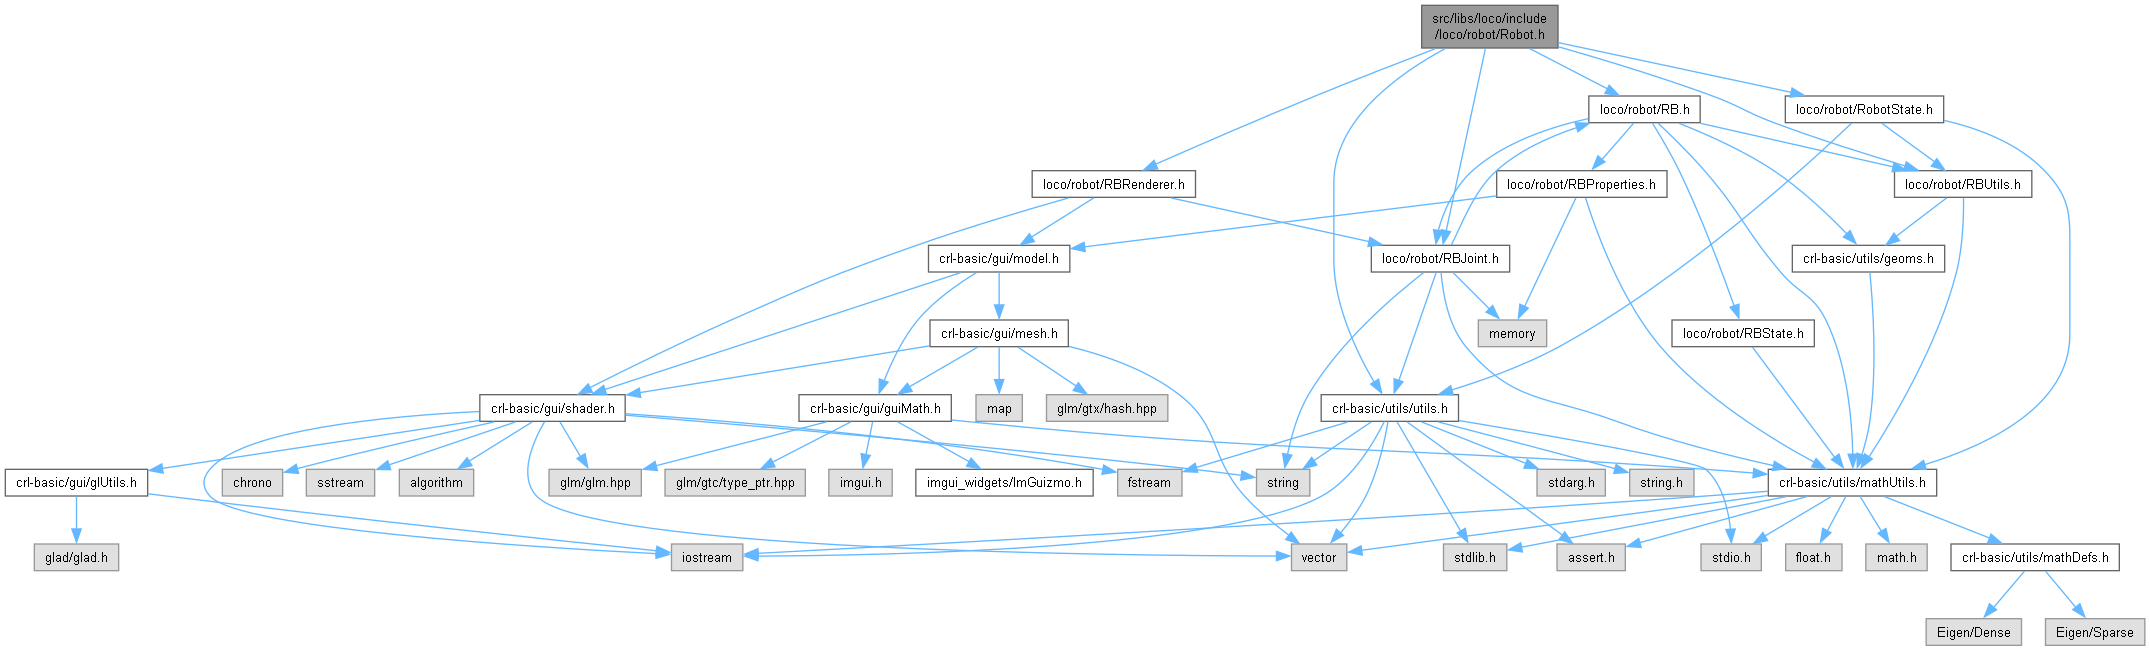 src/libs/loco/include
/loco/robot/Robot.h
loco/robot/RB.h
loco/robot/RobotState.h
loco/robot/RBRenderer.h
loco/robot/RBProperties.h
loco/robot/RBUtils.h
crl-basic/gui/model.h
loco/robot/RBJoint.h
crl-basic/utils/geoms.h
crl-basic/gui/mesh.h
memory
loco/robot/RBState.h
crl-basic/gui/shader.h
crl-basic/gui/guiMath.h
map
glm/gtx/hash.hpp
crl-basic/utils/utils.h
crl-basic/gui/glUtils.h
chrono
sstream
algorithm
glm/glm.hpp
glm/gtc/type_ptr.hpp
imgui.h
imgui_widgets/ImGuizmo.h
fstream
string
stdarg.h
string.h
crl-basic/utils/mathUtils.h
glad/glad.h
iostream
vector
stdlib.h
assert.h
stdio.h
float.h
math.h
crl-basic/utils/mathDefs.h
Eigen/Dense
Eigen/Sparse